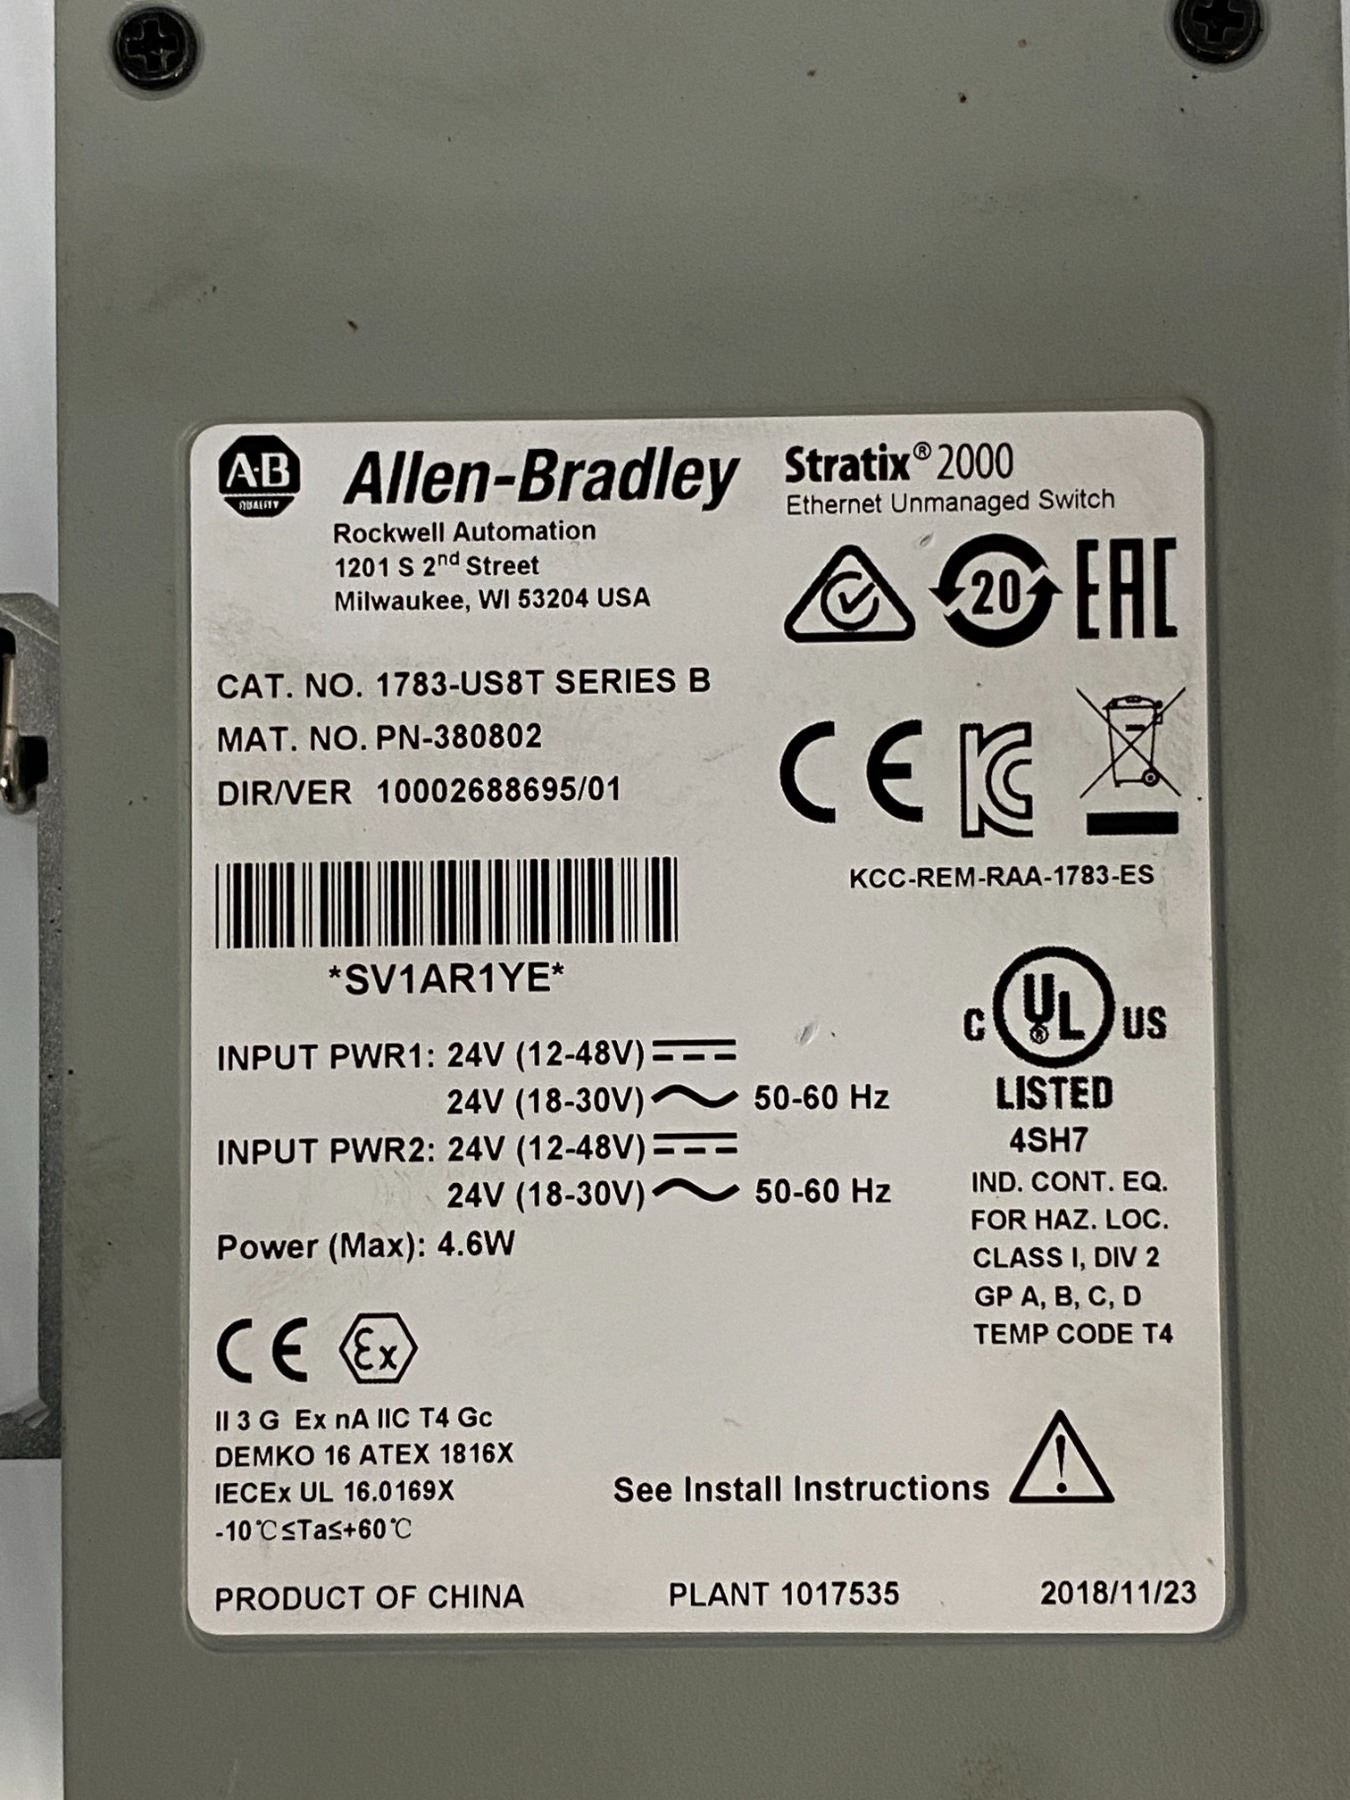 A·B
QUALITY
Allen-Bradley
Rockwell Automation
1201 S 2nd Street
Milwaukee, WI 53204 USA
Stratix® 2000
Ethernet Unmanaged Switch
20
EAC
CAT. NO. 1783-US8T SERIES B
MAT. NO. PN-380802
DIR/VER 10002688695/01
CE KC
KCC-REM-RAA-1783-ES
*SV1AR1YE*
INPUT PWR1: 24V (12-48V)
24V (18-30V) 50-60 Hz
INPUT PWR2: 24V (12-48V)
24V (18-30V) 50-60 Hz
Power (Max): 4.6W
C UL® US
LISTED
4SH7
IND. CONT. EQ.
FOR HAZ. LOC.
CLASS I, DIV 2
GP A, B, C, D
TEMP CODE T4
CE Ex
II 3 G Ex nA IIC T4 Gc
DEMKO 16 ATEX 1816X
IECEx UL 16.0169X
-10℃≤Ta≤+60℃
See Install Instructions
!
PRODUCT OF CHINA PLANT 1017535 2018/11/23